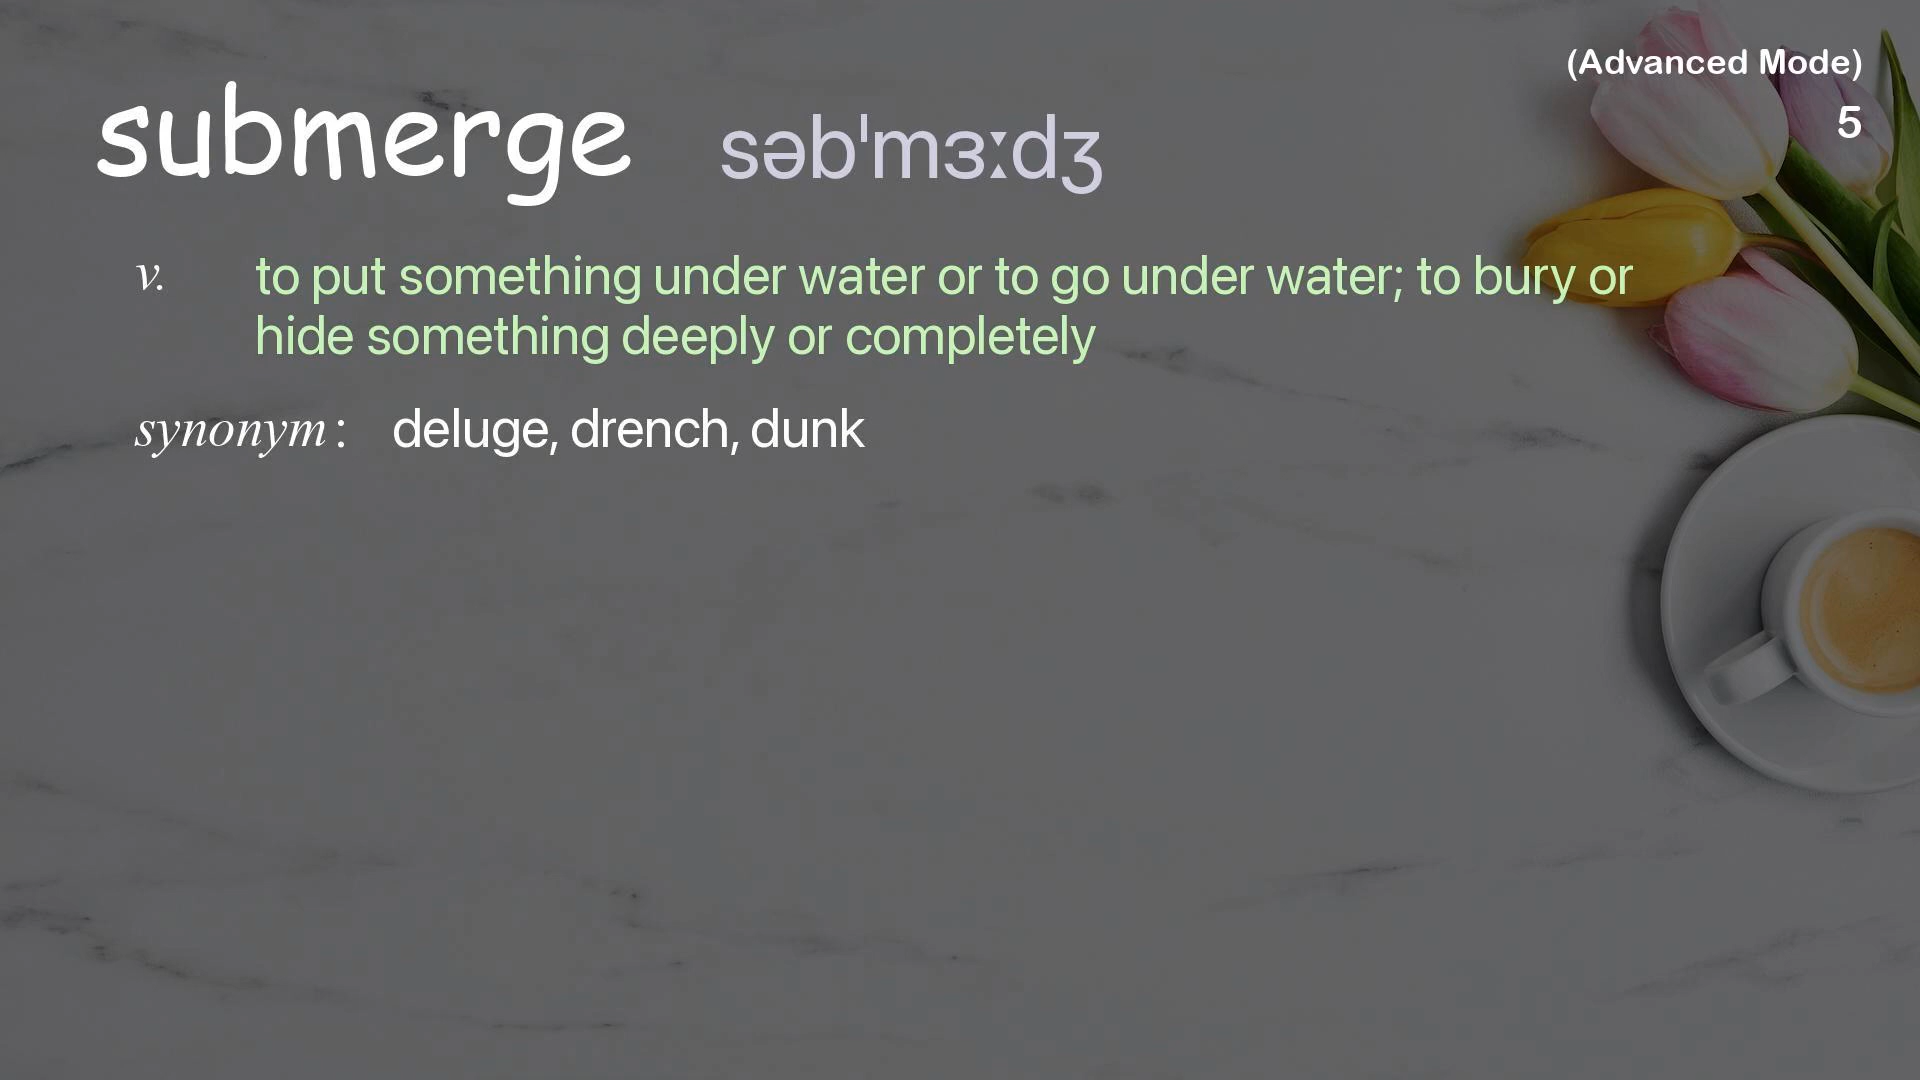 (Advanced Mode)
5
submerge səbˈmɜːdʒ
v. to put something under water or to go under water; to bury or
hide something deeply or completely
synonym: deluge, drench, dunk